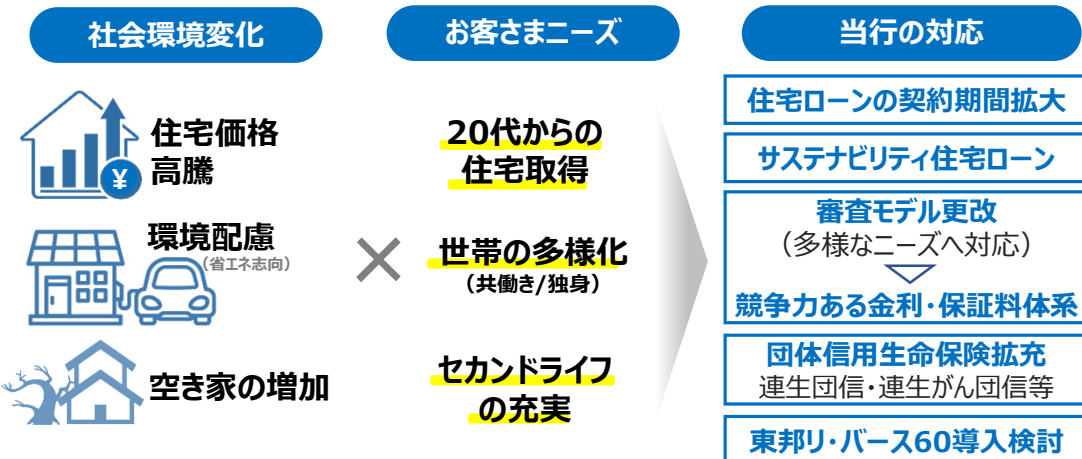 社会環境変化
住宅価格
高騰
¥
環境配慮
（省エネ志向）
空き家の増加
×
お客さまニーズ
20代からの
住宅取得
世帯の多様化
（共働き/独身）
セカンドライフ
の充実
当行の対応
住宅ローンの契約期間拡大
サステナビリティ住宅ローン
審査モデル更改
（多様なニーズへ対応）
競争力ある金利・保証料体系
団体信用生命保険拡充
連生団信・連生がん団信等
東邦リ・バース60導入検討